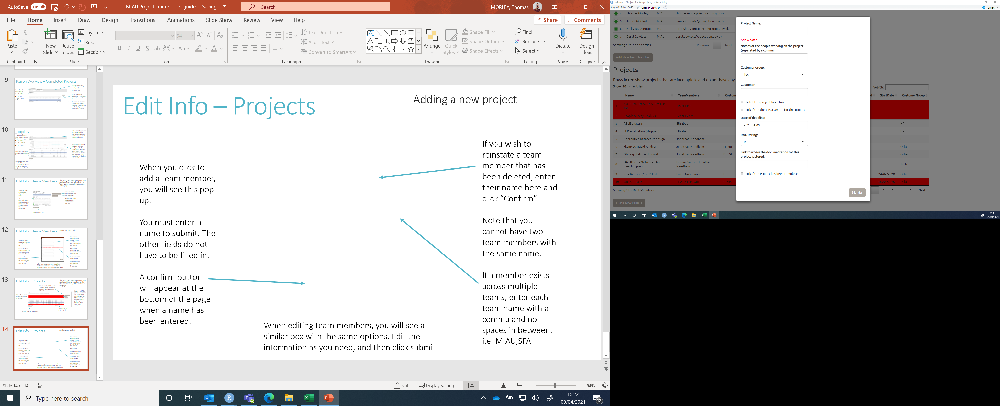 AutoSave On
MIAU Project Tracker User guide - Saving...
Search
MORLEY, Thomas
File Home Insert Draw Design Transitions Animations Slide Show Review View Help
Share Comments
Paste
Clipboard
New Slide
Reuse Slides
Layout
Reset
Section
Slides
54
B I U S ab AV Aa A
Font
Text Direction
Align Text
Convert to SmartArt
Paragraph
Arrange
Quick Styles
Shape Fill
Shape Outline
Shape Effects
Drawing
Find
Replace
Select
Editing
Dictate
Voice
Design Ideas
Designer
9
Person Overview – Completed Projects
10
Timeline
11
Edit Info – Team Members
12
Edit Info – Team Members
Adding a team member
13
Edit Info – Projects
14
Edit Info – Projects
Adding a new project
Edit Info – Projects
Adding a new project
When you click to
add a team member,
you will see this pop
up.
You must enter a
name to submit. The
other fields do not
have to be filled in.
A confirm button
will appear at the
bottom of the page
when a name has
been entered.
When editing team members, you will see a
similar box with the same options. Edit the
information as you need, and then click submit.
If you wish to
reinstate a team
member that has
been deleted, enter
their name here and
click “Confirm”.
Note that you
cannot have two
team members with
the same name.
If a member exists
across multiple
teams, enter each
team name with a
comma and no
spaces in between,
i.e. MIAU,SFA
Slide 14 of 14
Notes
Display Settings
94%
Type here to search
15:22
09/04/2021
12
~/Projects/Project Tracker/project_tracker - Shiny
http://127.0.0.1:5087 Open in Browser
Publish
4 Thomas Morley MIAU thomas.morley@education.gov.uk
5 James McGlade MIAU james.mcglade@education.gov.uk
6 Nicky Brassington MIAU nicola.brassington@education.gov.uk
7 Daryl Gowlett MIAU daryl.gowlett@education.gov.uk
Showing 1 to 7 of 7 entries
Previous 1 Next
Add New Team Member
Projects
Rows in red show projects that are incomplete and do not have any
Show 10 entries
Search:
Name TeamMembers Custom StartDate CustomerGroup
3 ABLE analysis Elizabeth HR
4 FED evaluation (stopped) Elizabeth HR
5 Apprentice Dataset Redesign Jonathan Needham HR
6 Skype vs Travel Analysis Jonathan Needham Finance Other
7 QA Log Stats Dashboard Jonathan Needham DfE SLT Other
8 QA Officers Network - April meeting prep Leanne Sunter, Jonathan Needham Tech
9 Risk Register / BCM List Lizzie Greenwood DfE 24/02/2020 Other
Showing 1 to 10 of 50 entries
1 2 3 4 5 Next
Insert New Project
Project Name:
Add a name!
Names of the people working on the project
(separated by a comma):
Customer group:
Tech
Customer:
Tick if this project has a brief
Tick if the there is a QA log for this project
Date of deadline:
2021-04-09
RAG Rating:
R
Link to where the documentation for this
project is stored:
Tick if the Project has been completed
Dismiss
15:22
09/04/2021